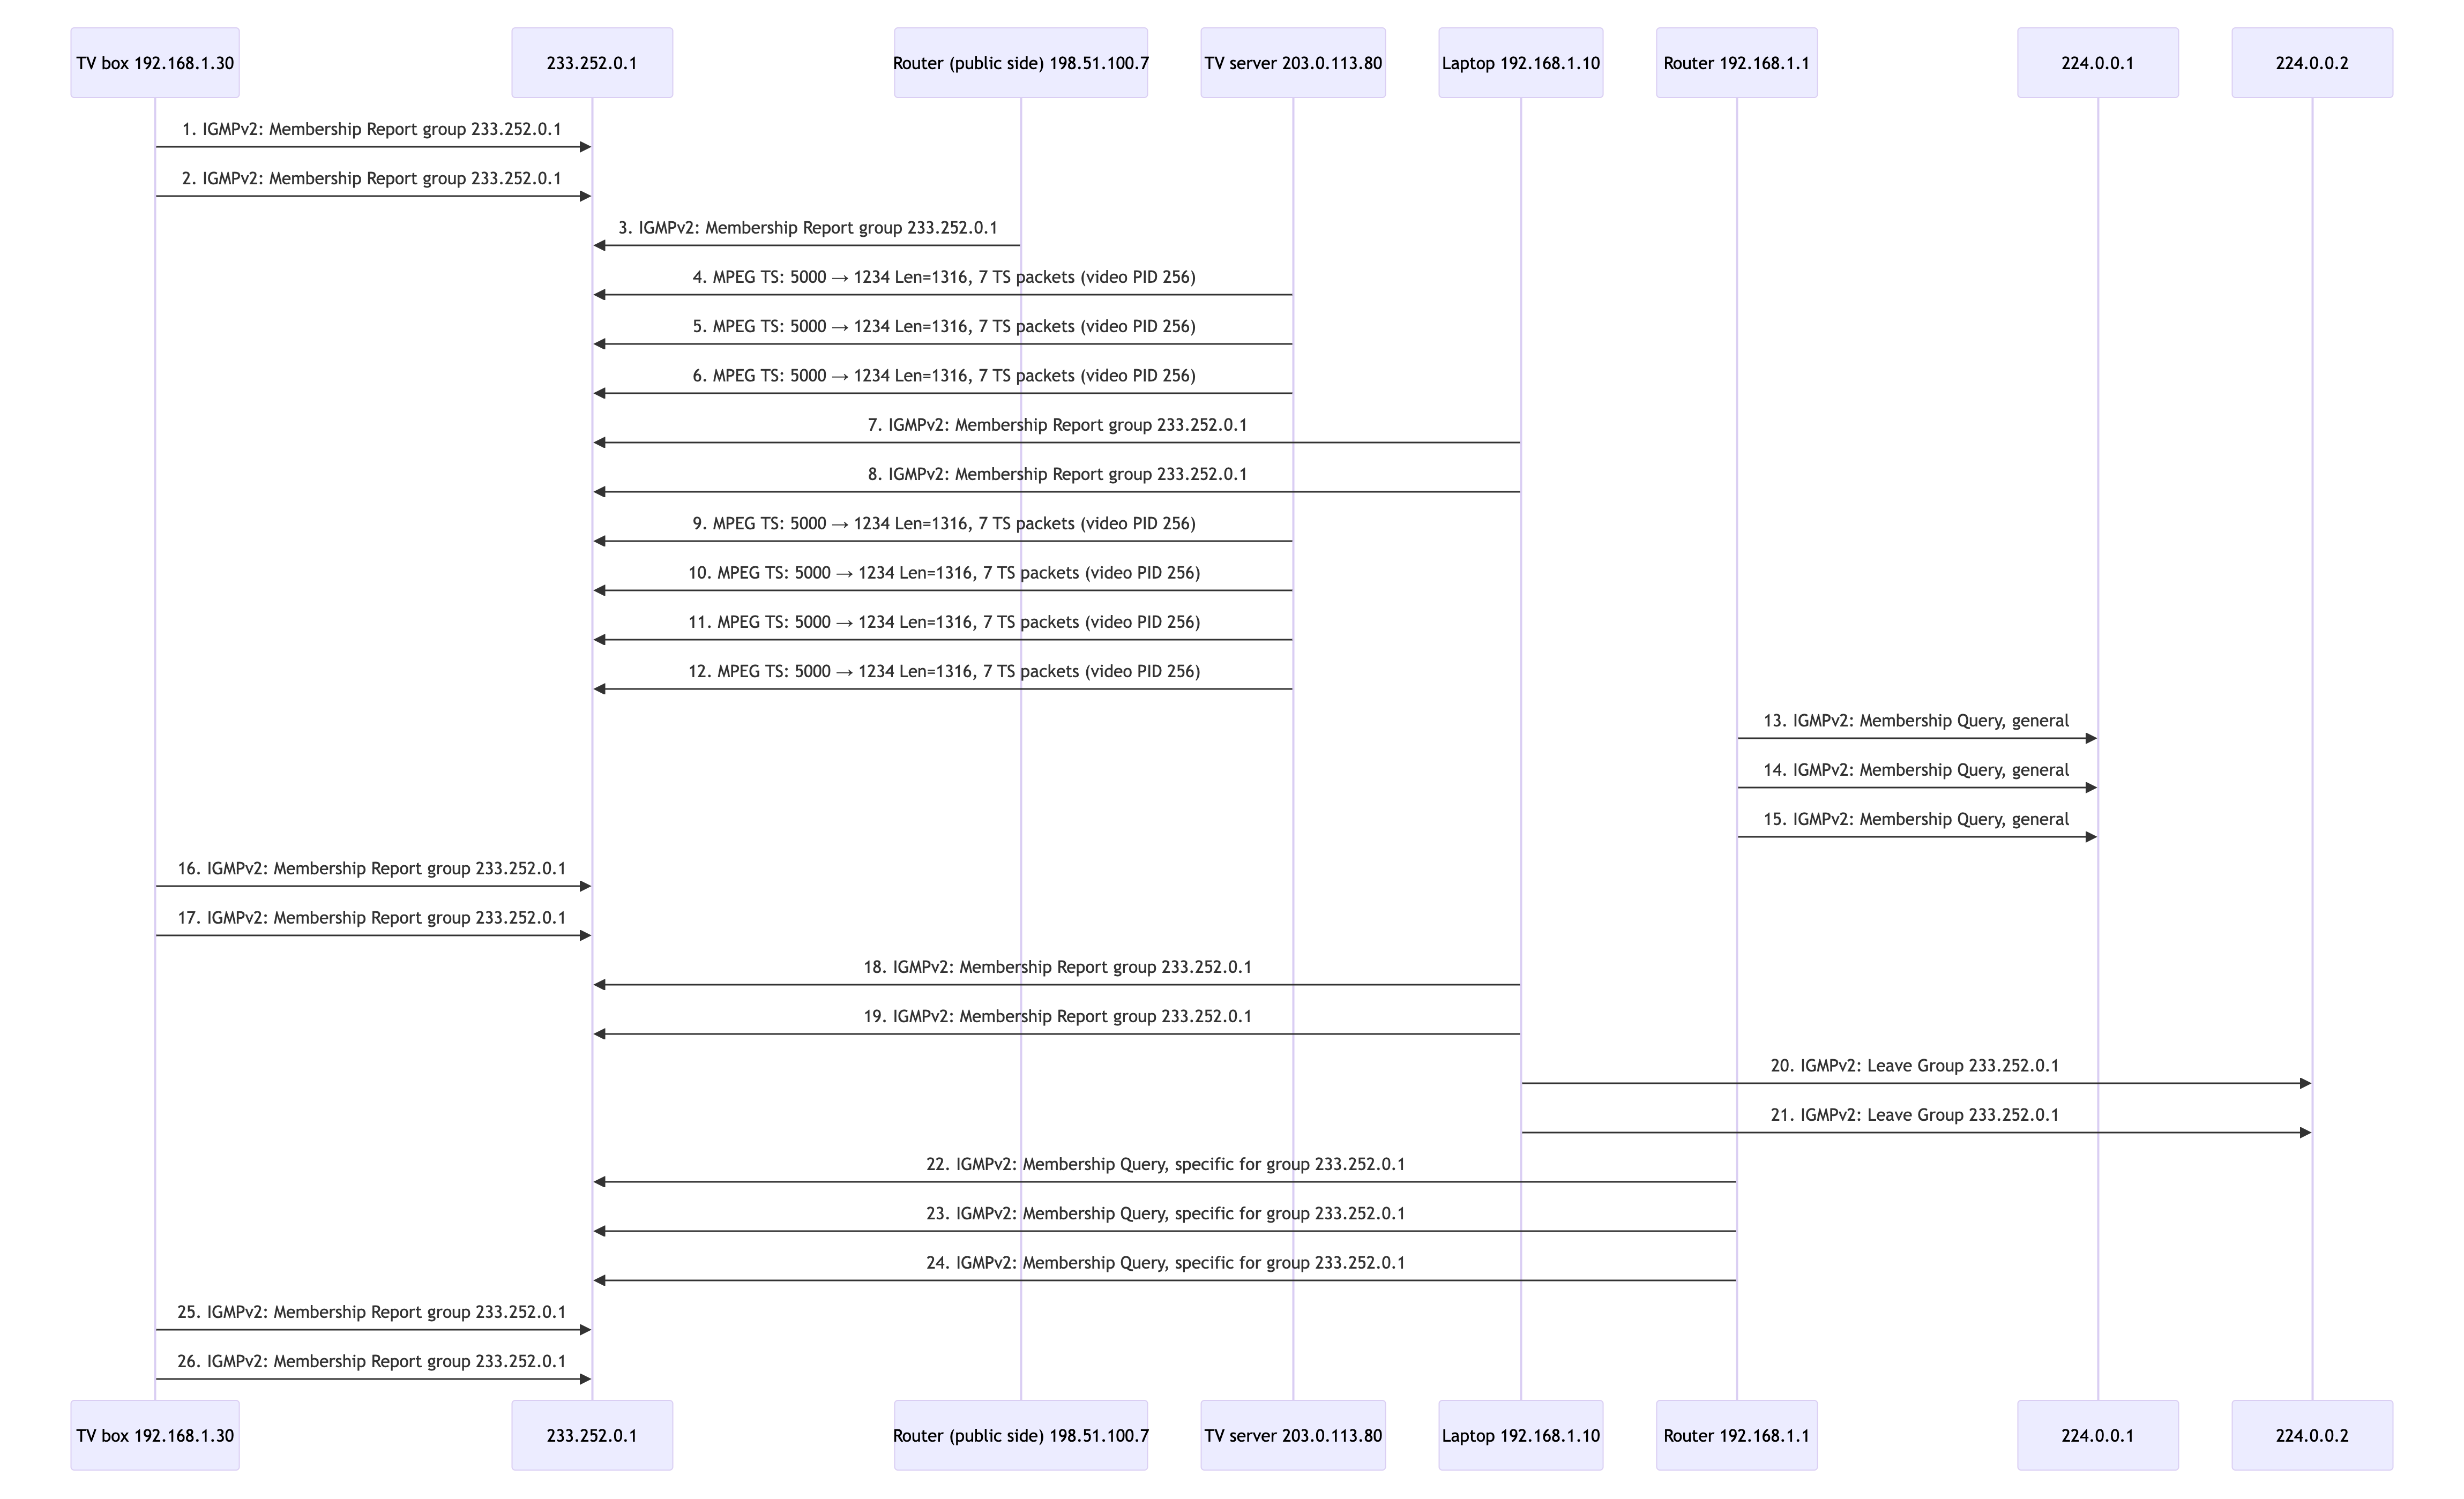 TV box 192.168.1.30
233.252.0.1
Router (public side) 198.51.100.7
TV server 203.0.113.80
Laptop 192.168.1.10
Router 192.168.1.1
224.0.0.1
224.0.0.2
1. IGMPv2: Membership Report group 233.252.0.1
2. IGMPv2: Membership Report group 233.252.0.1
3. IGMPv2: Membership Report group 233.252.0.1
4. MPEG TS: 5000 → 1234 Len=1316, 7 TS packets (video PID 256)
5. MPEG TS: 5000 → 1234 Len=1316, 7 TS packets (video PID 256)
6. MPEG TS: 5000 → 1234 Len=1316, 7 TS packets (video PID 256)
7. IGMPv2: Membership Report group 233.252.0.1
8. IGMPv2: Membership Report group 233.252.0.1
9. MPEG TS: 5000 → 1234 Len=1316, 7 TS packets (video PID 256)
10. MPEG TS: 5000 → 1234 Len=1316, 7 TS packets (video PID 256)
11. MPEG TS: 5000 → 1234 Len=1316, 7 TS packets (video PID 256)
12. MPEG TS: 5000 → 1234 Len=1316, 7 TS packets (video PID 256)
13. IGMPv2: Membership Query, general
14. IGMPv2: Membership Query, general
15. IGMPv2: Membership Query, general
16. IGMPv2: Membership Report group 233.252.0.1
17. IGMPv2: Membership Report group 233.252.0.1
18. IGMPv2: Membership Report group 233.252.0.1
19. IGMPv2: Membership Report group 233.252.0.1
20. IGMPv2: Leave Group 233.252.0.1
21. IGMPv2: Leave Group 233.252.0.1
22. IGMPv2: Membership Query, specific for group 233.252.0.1
23. IGMPv2: Membership Query, specific for group 233.252.0.1
24. IGMPv2: Membership Query, specific for group 233.252.0.1
25. IGMPv2: Membership Report group 233.252.0.1
26. IGMPv2: Membership Report group 233.252.0.1
TV box 192.168.1.30
233.252.0.1
Router (public side) 198.51.100.7
TV server 203.0.113.80
Laptop 192.168.1.10
Router 192.168.1.1
224.0.0.1
224.0.0.2